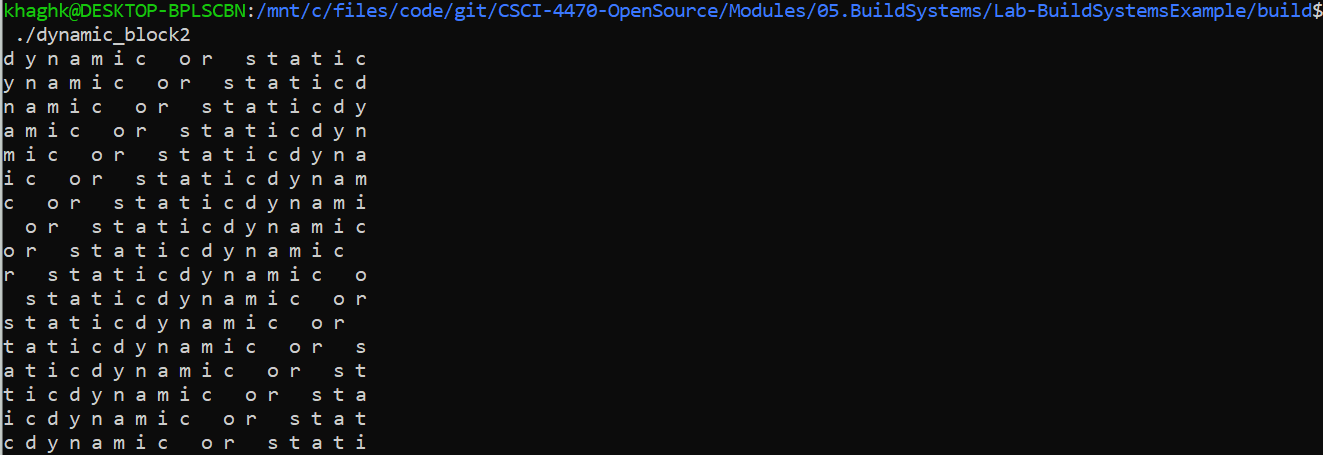 khaghk@DESKTOP-BPLSCBN:/mnt/c/files/code/git/CSCI-4470-OpenSource/Modules/05.BuildSystems/Lab-BuildSystemsExample/build$
./dynamic_block2
d y n a m i c   o r   s t a t i c
y n a m i c   o r   s t a t i c d
n a m i c   o r   s t a t i c d y
a m i c   o r   s t a t i c d y n
m i c   o r   s t a t i c d y n a
i c   o r   s t a t i c d y n a m
c   o r   s t a t i c d y n a m i
  o r   s t a t i c d y n a m i c
o r   s t a t i c d y n a m i c
r   s t a t i c d y n a m i c   o
  s t a t i c d y n a m i c   o r
s t a t i c d y n a m i c   o r
t a t i c d y n a m i c   o r   s
a t i c d y n a m i c   o r   s t
t i c d y n a m i c   o r   s t a
i c d y n a m i c   o r   s t a t
c d y n a m i c   o r   s t a t i